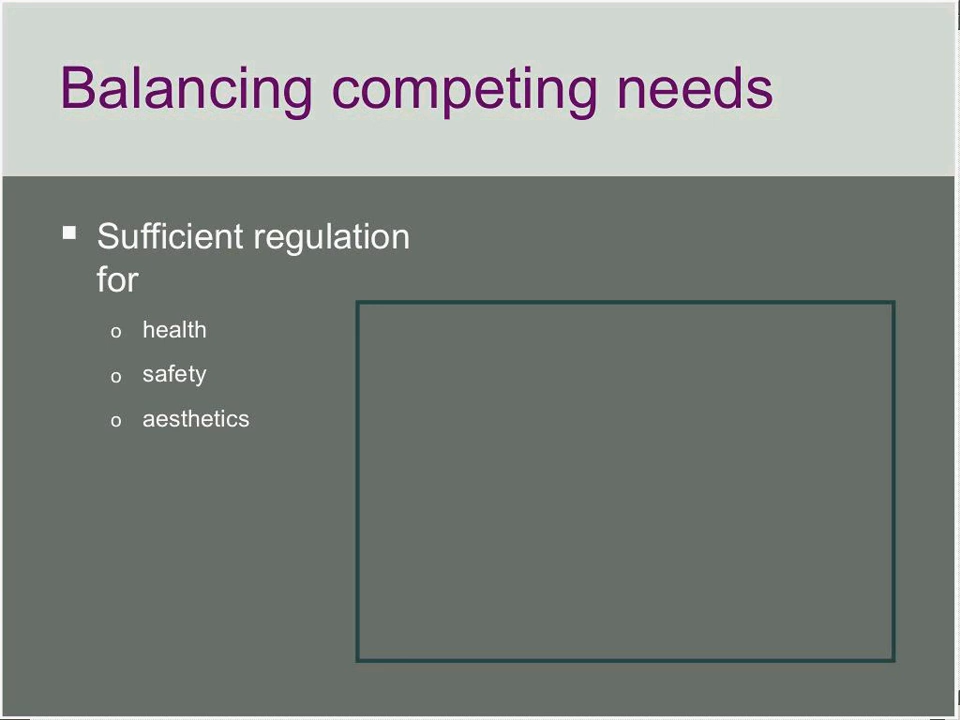 Balancing competing needs
▪ Sufficient regulation
for
o health
o safety
o aesthetics